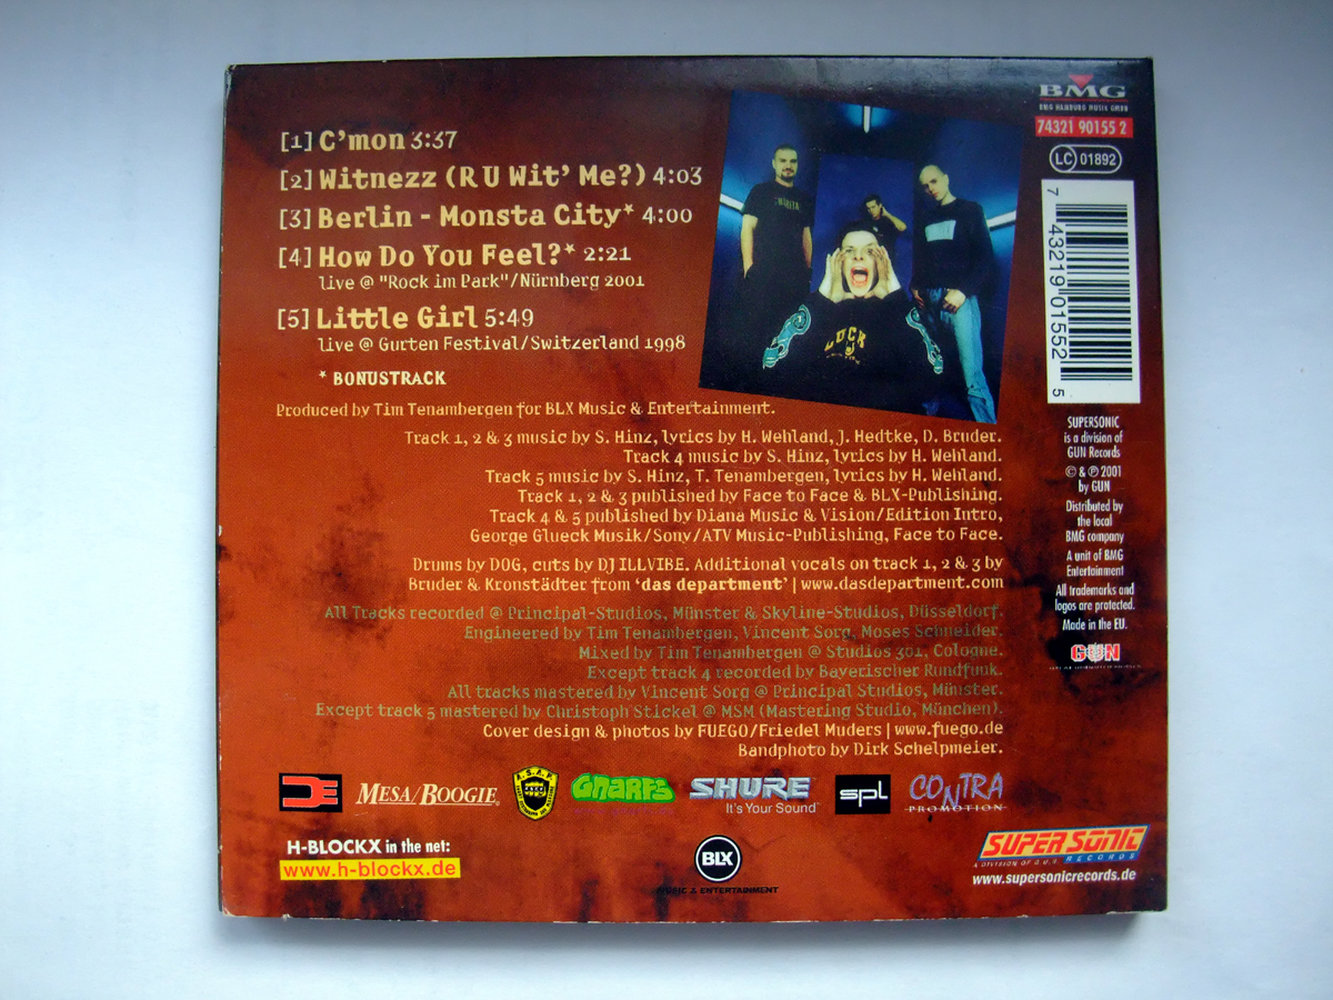 [1] C'mon 3:37
[2] Witnezz (R U Wit' Me?) 4:03
[3] Berlin - Monsta City* 4:00
[4] How Do You Feel?* 2:21
live @ "Rock im Park"/Nürnberg 2001
[5] Little Girl 5:49
live @ Gurten Festival/Switzerland 1998
* BONUSTRACK
Produced by Tim Tenambergen for BLX Music & Entertainment.
Track 1, 2 & 3 music by S. Hinz, lyrics by H. Wehland, J. Hedtke, D. Bruder.
Track 4 music by S. Hinz, lyrics by H. Wehland.
Track 5 music by S. Hinz, T. Tenambergen, lyrics by H. Wehland.
Track 1, 2 & 3 published by Face to Face & BLX-Publishing.
Track 4 & 5 published by Diana Music & Vision/Edition Intro,
George Glueck Musik/Sony/ATV Music-Publishing, Face to Face.
Drums by DOG, cuts by DJ ILLVIBE. Additional vocals on track 1, 2 & 3 by
Bruder & Kronstädter from 'das department' | www.dasdepartment.com
All Tracks recorded @ Principal-Studios, Münster & Skyline-Studios, Düsseldorf.
Engineered by Tim Tenambergen, Vincent Sorg, Moses Schneider.
Mixed by Tim Tenambergen @ Studios 301, Cologne.
Except track 4 recorded by Bayerischer Rundfunk.
All tracks mastered by Vincent Sorg @ Principal Studios, Münster.
Except track 5 mastered by Christoph Stickel @ MSM (Mastering Studio, München).
Cover design & photos by FUEGO/Friedel Muders | www.fuego.de
Bandphoto by Dirk Schelpmeier.
MESA/BOOGIE
A.S.A.P.
GNARFS
SHURE
It's Your Sound
spl
CONTRA
PROMOTION
H-BLOCKX in the net:
www.h-blockx.de
BLX
MUSIC & ENTERTAINMENT
SUPER SONIC
RECORDS
A DIVISION OF G.U.N.
www.supersonicrecords.de
BMG
BMG HAMBURG MUSIK GMBH
74321 90155 2
LC 01892
7 43219 01552 5
SUPERSONIC
is a division of
GUN Records
© & ℗ 2001
by GUN
Distributed by
the local
BMG company
A unit of BMG
Entertainment
All trademarks and
logos are protected.
Made in the EU.
GUN
LUCK